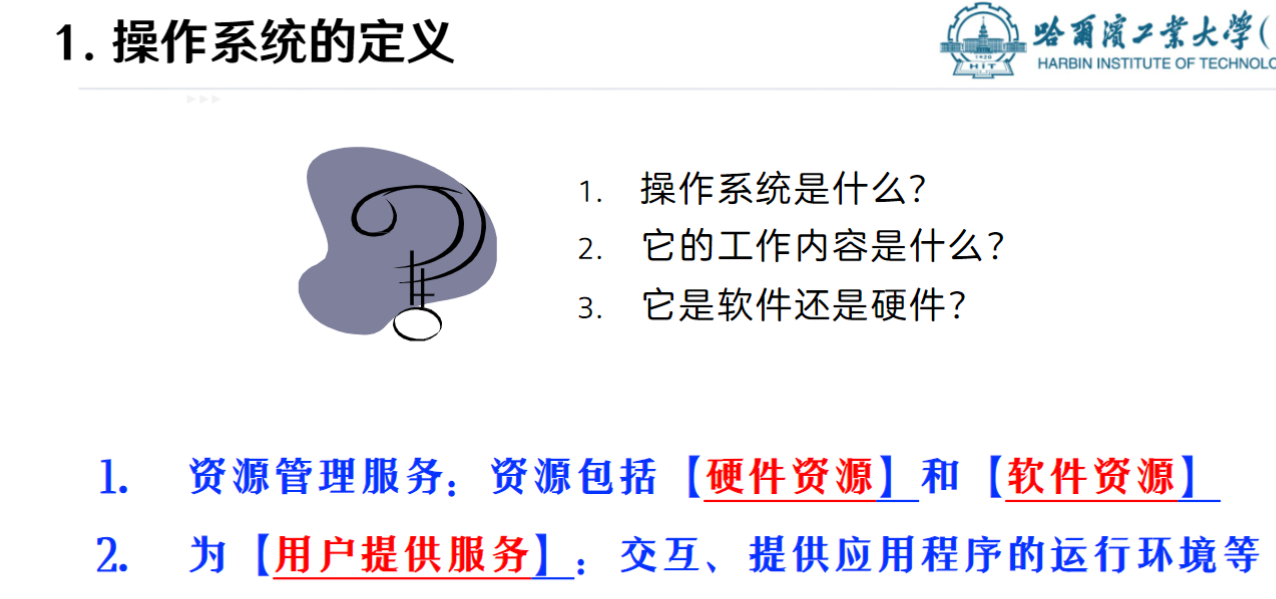 1. 操作系统的定义
哈爾濱工業大學(
HARBIN INSTITUTE OF TECHNOLO
1920
HIT
1. 操作系统是什么？
2. 它的工作内容是什么？
3. 它是软件还是硬件？
1. 资源管理服务：资源包括【硬件资源】和【软件资源】
2. 为【用户提供服务】：交互、提供应用程序的运行环境等